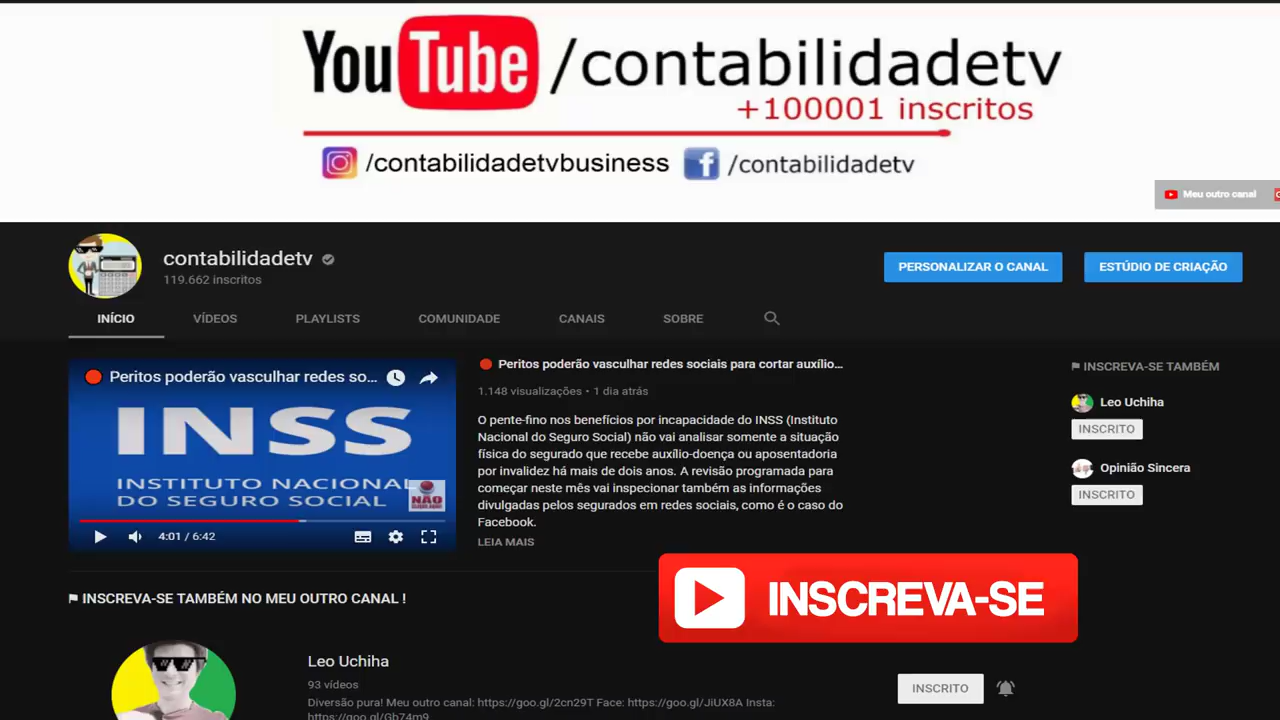 YouTube /contabilidadetv
+100001 inscritos
/contabilidadetvbusiness /contabilidadetv
Meu outro canal
contabilidadetv
119.662 inscritos
PERSONALIZAR O CANAL
ESTÚDIO DE CRIAÇÃO
INÍCIO VÍDEOS PLAYLISTS COMUNIDADE CANAIS SOBRE
Peritos poderão vasculhar redes so...
INSS
INSTITUTO NACIONAL
DO SEGURO SOCIAL
NÃO
4:01 / 6:42
Peritos poderão vasculhar redes sociais para cortar auxílio...
1.148 visualizações • 1 dia atrás
O pente-fino nos benefícios por incapacidade do INSS (Instituto
Nacional do Seguro Social) não vai analisar somente a situação
física do segurado que recebe auxílio-doença ou aposentadoria
por invalidez há mais de dois anos. A revisão programada para
começar neste mês vai inspecionar também as informações
divulgadas pelos segurados em redes sociais, como é o caso do
Facebook.
LEIA MAIS
INSCREVA-SE TAMBÉM
Leo Uchiha
INSCRITO
Opinião Sincera
INSCRITO
INSCREVA-SE
INSCREVA-SE TAMBÉM NO MEU OUTRO CANAL !
Leo Uchiha
93 vídeos
Diversão pura! Meu outro canal: https://goo.gl/2cn29T Face: https://goo.gl/JiUX8A Insta:
https://goo.gl/Gb74m9
INSCRITO